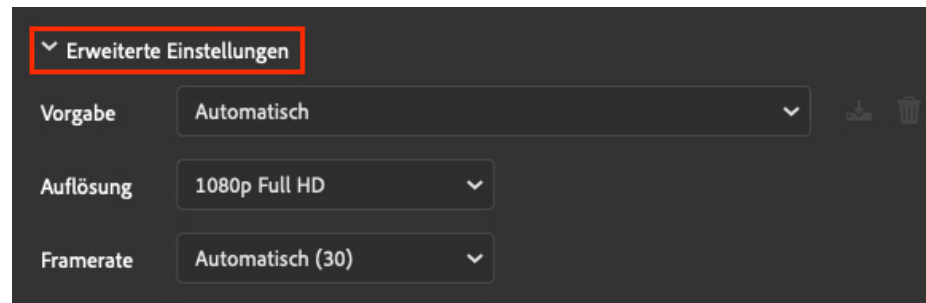 Erweiterte Einstellungen
Vorgabe Automatisch
Auflösung 1080p Full HD
Framerate Automatisch (30)